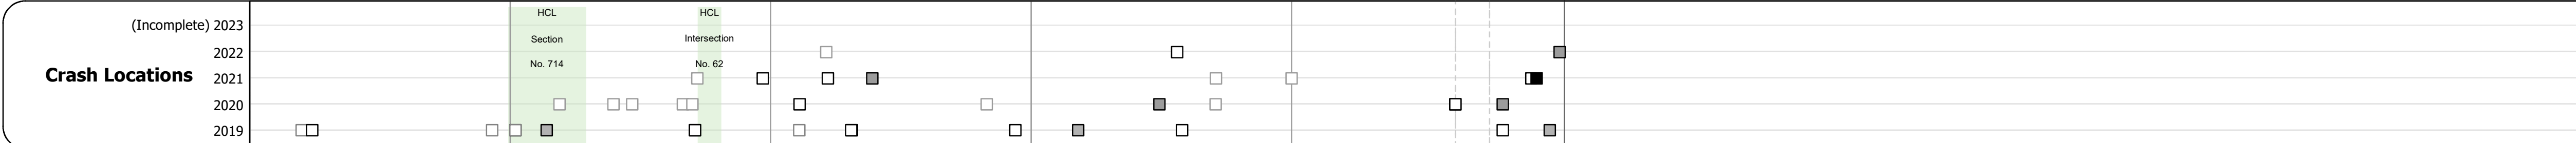 HCL
HCL
(Incomplete) 2023
Section
Intersection
2022
No. 714
No. 62
Crash Locations
2021
2020
2019